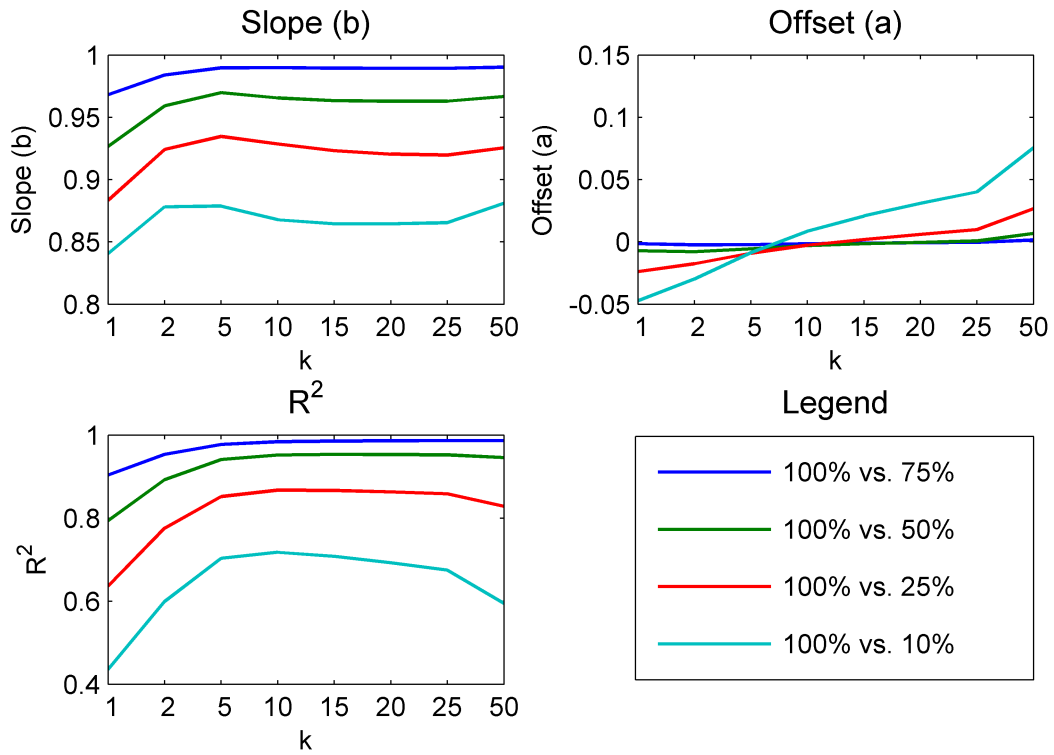 Slope (b)
Slope (b)
1
0.95
0.9
0.85
0.8
1 2 5 10 15 20 25 50
k
Offset (a)
Offset (a)
0.15
0.1
0.05
0
-0.05
1 2 5 10 15 20 25 50
k
R²
R²
1
0.8
0.6
0.4
1 2 5 10 15 20 25 50
k
Legend
100% vs. 75%
100% vs. 50%
100% vs. 25%
100% vs. 10%